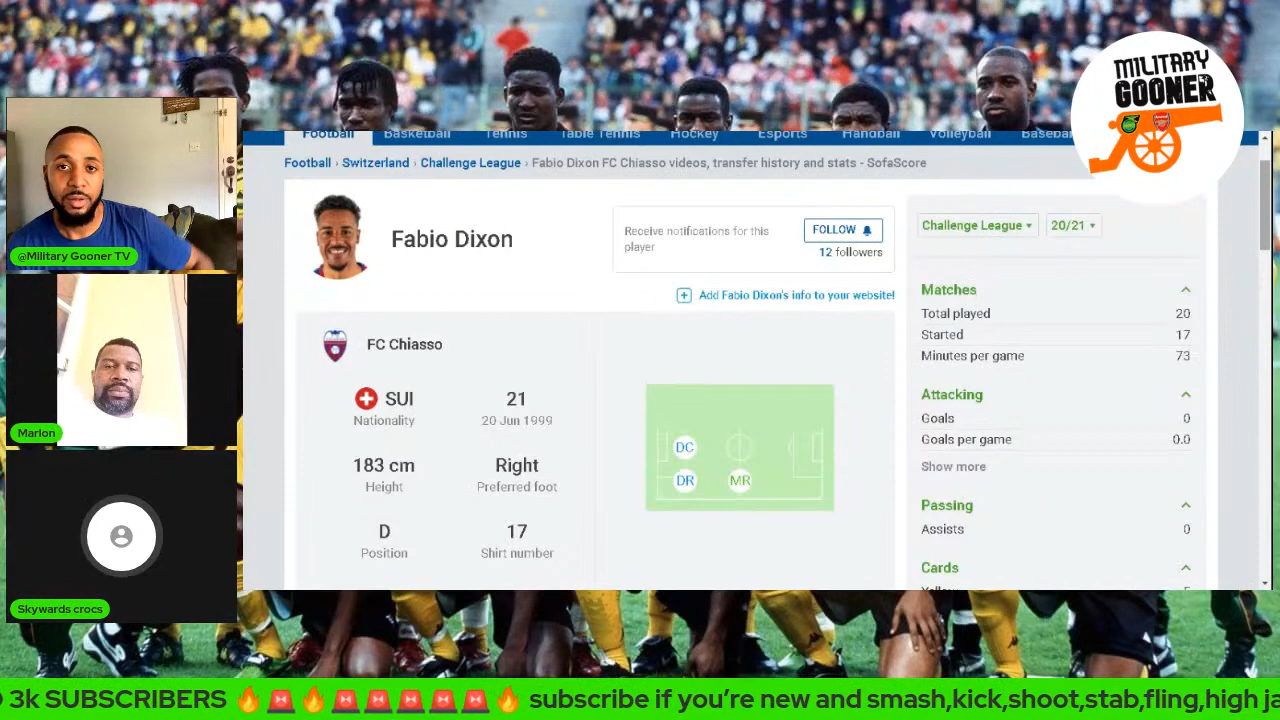 MILITARY
GOONER
Football Basketball Tennis Table Tennis Hockey Esports Handball Volleyball
Football › Switzerland › Challenge League › Fabio Dixon FC Chiasso videos, transfer history and stats - SofaScore
@Military Gooner TV
Marlon
Skywards crocs
Fabio Dixon
Receive notifications for this
player
FOLLOW
12 followers
+ Add Fabio Dixon's info to your website!
FC Chiasso
SUI
Nationality
21
20 Jun 1999
183 cm
Height
Right
Preferred foot
D
Position
17
Shirt number
DC
DR
MR
Challenge League
20/21
Matches
Total played 20
Started 17
Minutes per game 73
Attacking
Goals 0
Goals per game 0.0
Show more
Passing
Assists 0
Cards
3k SUBSCRIBERS 🔥🚨🔥🚨🚨🚨🚨🚨🔥 subscribe if you’re new and smash,kick,shoot,stab,fling,high